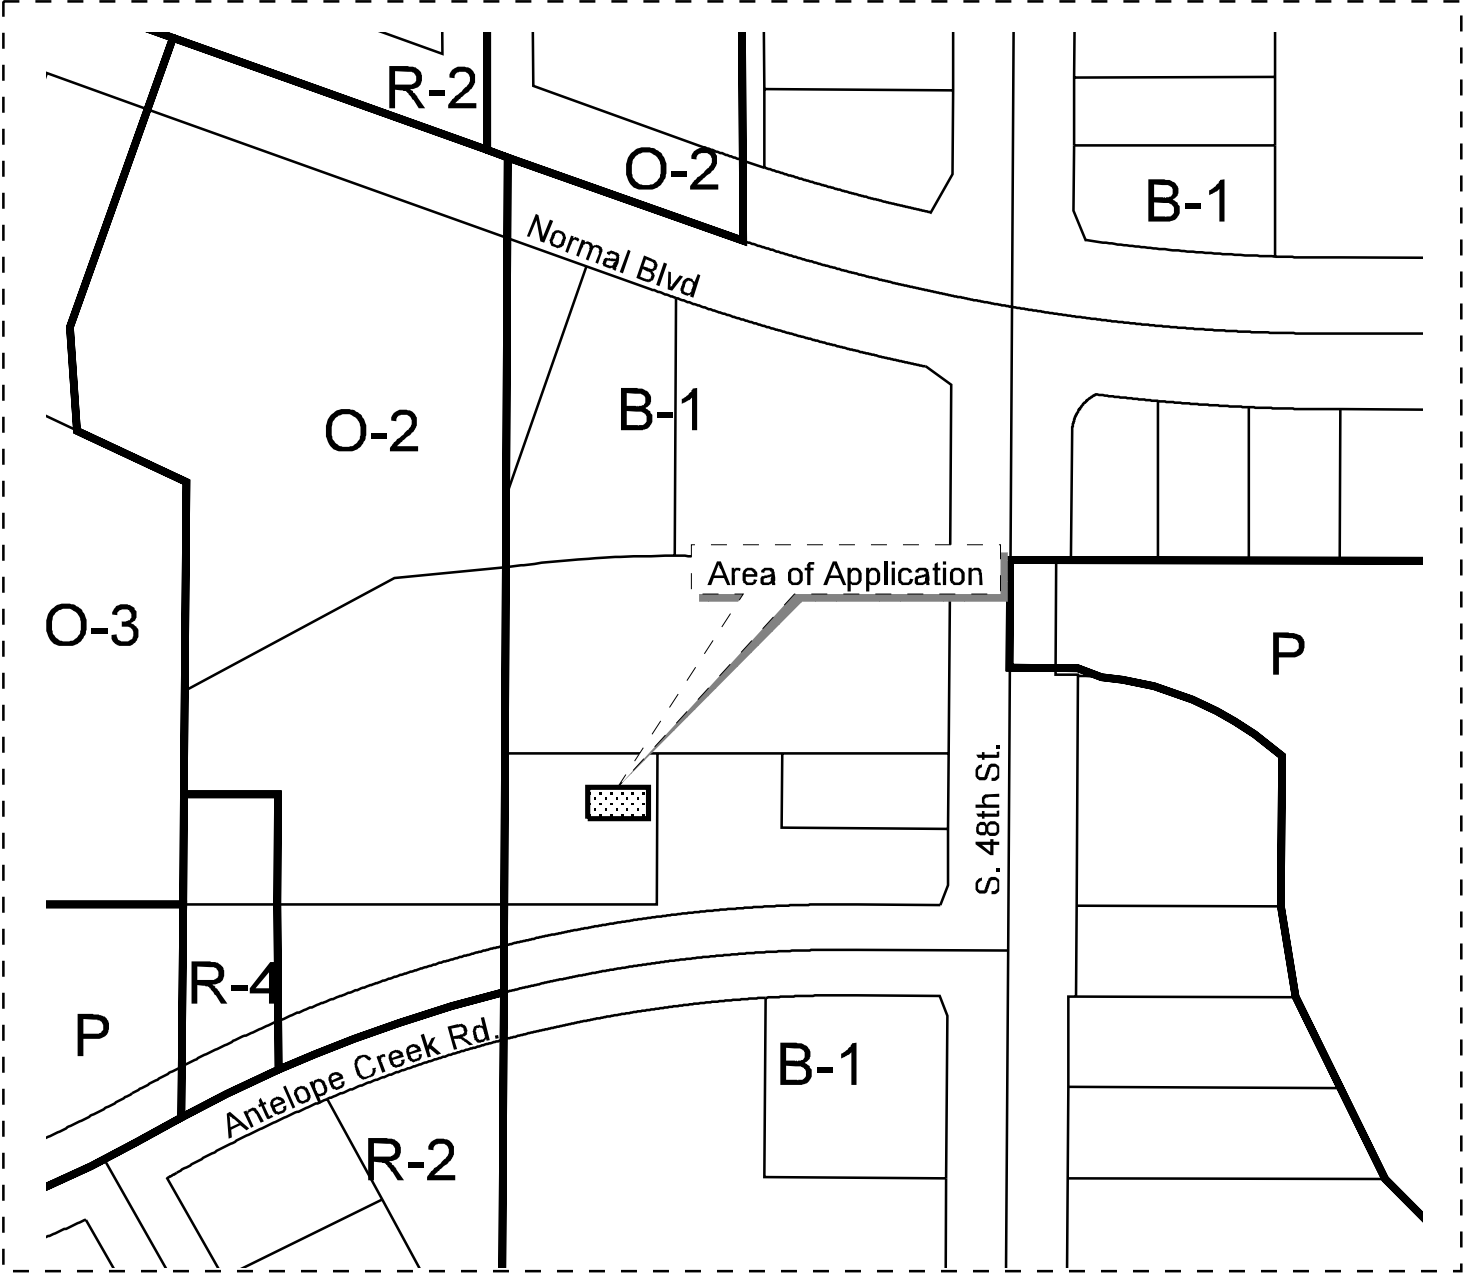 R-2
O-2
B-1
Normal Blvd
B-1
O-2
Area of Application
O-3
P
S. 48th St.
R-4
P
Antelope Creek Rd.
B-1
R-2